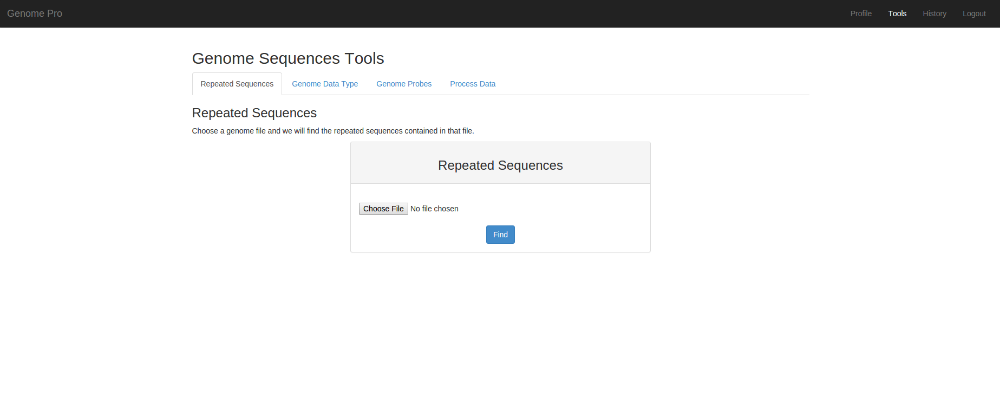 Genome Pro Profile Tools History Logout
Genome Sequences Tools
Repeated Sequences Genome Data Type Genome Probes Process Data
Repeated Sequences
Choose a genome file and we will find the repeated sequences contained in that file.
Repeated Sequences
Choose File No file chosen
Find